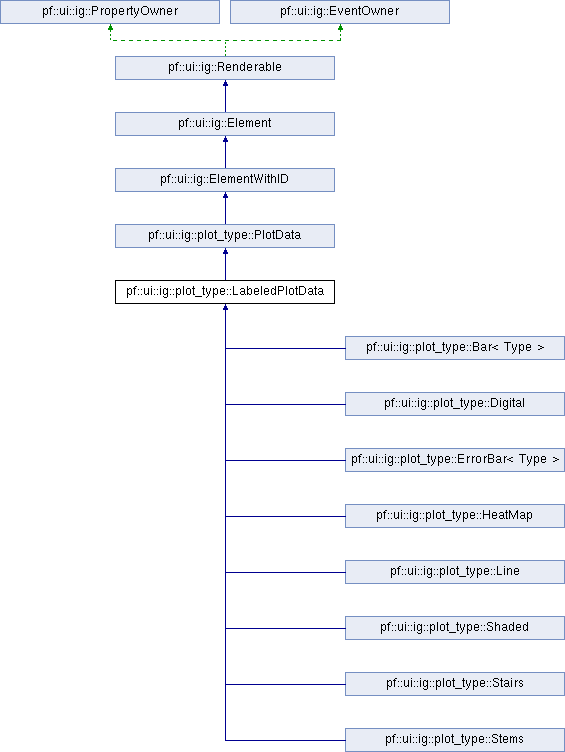 pf::ui::ig::PropertyOwner
pf::ui::ig::EventOwner
pf::ui::ig::Renderable
pf::ui::ig::Element
pf::ui::ig::ElementWithID
pf::ui::ig::plot_type::PlotData
pf::ui::ig::plot_type::LabeledPlotData
pf::ui::ig::plot_type::Bar< Type >
pf::ui::ig::plot_type::Digital
pf::ui::ig::plot_type::ErrorBar< Type >
pf::ui::ig::plot_type::HeatMap
pf::ui::ig::plot_type::Line
pf::ui::ig::plot_type::Shaded
pf::ui::ig::plot_type::Stairs
pf::ui::ig::plot_type::Stems